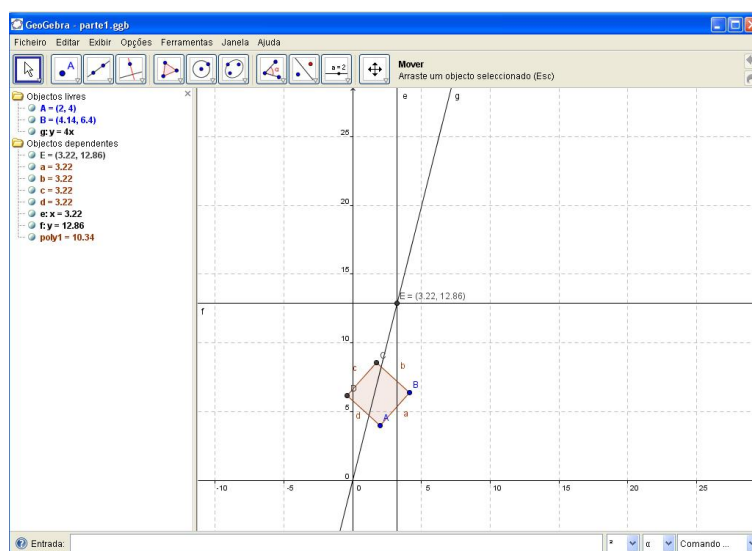 GeoGebra - parte1.ggb
Ficheiro Editar Exibir Opções Ferramentas Janela Ajuda
A
a = 2
Mover
Arraste um objecto seleccionado (Esc)
Objectos livres
A = (2, 4)
B = (4.14, 6.4)
g: y = 4x
Objectos dependentes
E = (3.22, 12.86)
a = 3.22
b = 3.22
c = 3.22
d = 3.22
e: x = 3.22
f: y = 12.86
poly1 = 10.34
e
g
25
20
15
E = (3.22, 12.86)
f
10
C
c
b
D
B
5
d
A
a
0
-10
-5
0
5
10
15
20
25
Entrada:
²
α
Comando ...